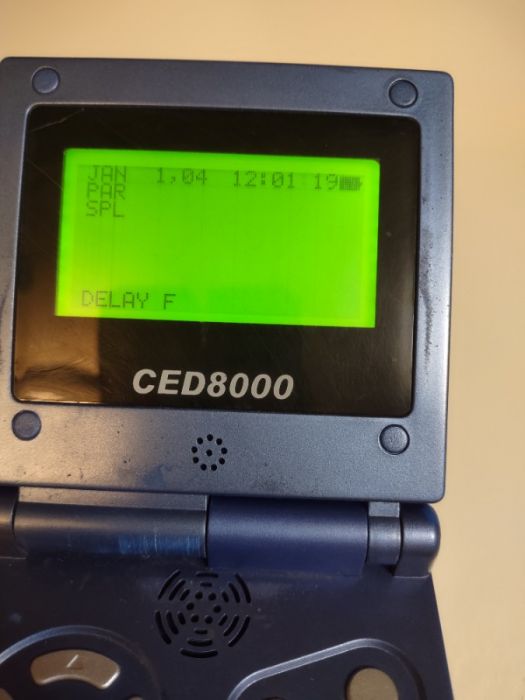 JAN 1,04 12:01:19
PAR
SPL
DELAY F
CED8000